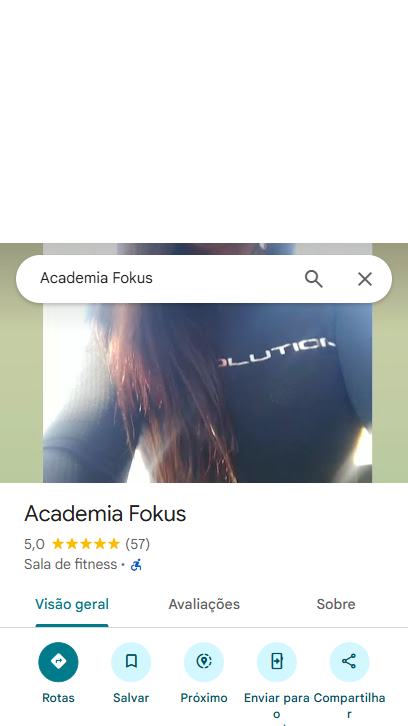 Academia Fokus
OLUTION
Academia Fokus
5,0 (57)
Sala de fitness ·
Visão geral Avaliações Sobre
Rotas Salvar Próximo Enviar para o Compartilhar